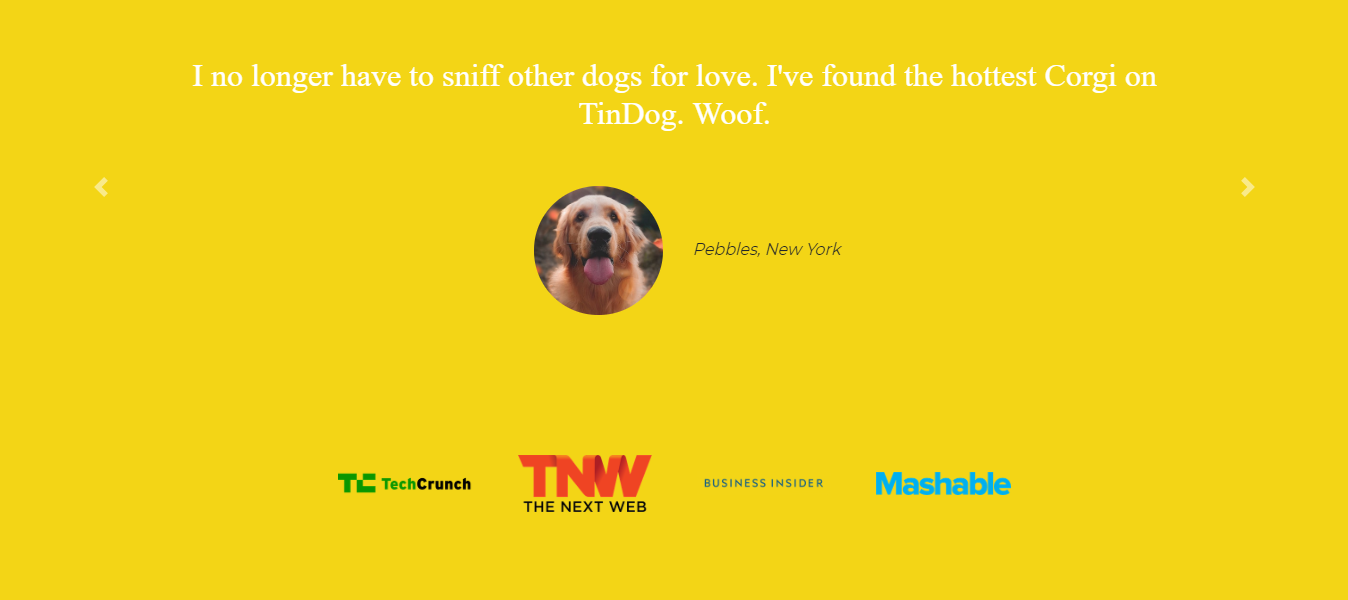 I no longer have to sniff other dogs for love. I've found the hottest Corgi on
TinDog. Woof.
Pebbles, New York
TC TechCrunch
TNW
THE NEXT WEB
BUSINESS INSIDER
Mashable